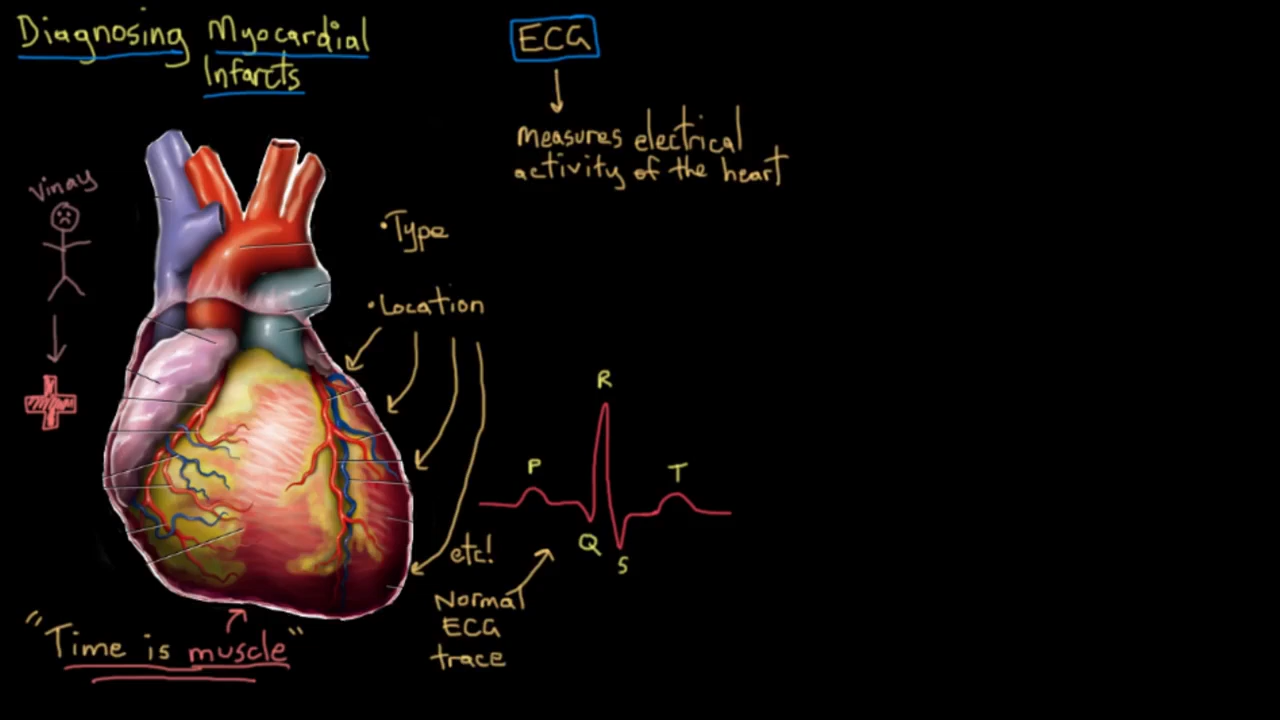 Diagnosing Myocardial
Infarcts
ECG
measures electrical
activity of the heart
Vinay
•Type
•Location
etc!
R
P
T
Q
S
Normal
ECG
trace
"Time is muscle"